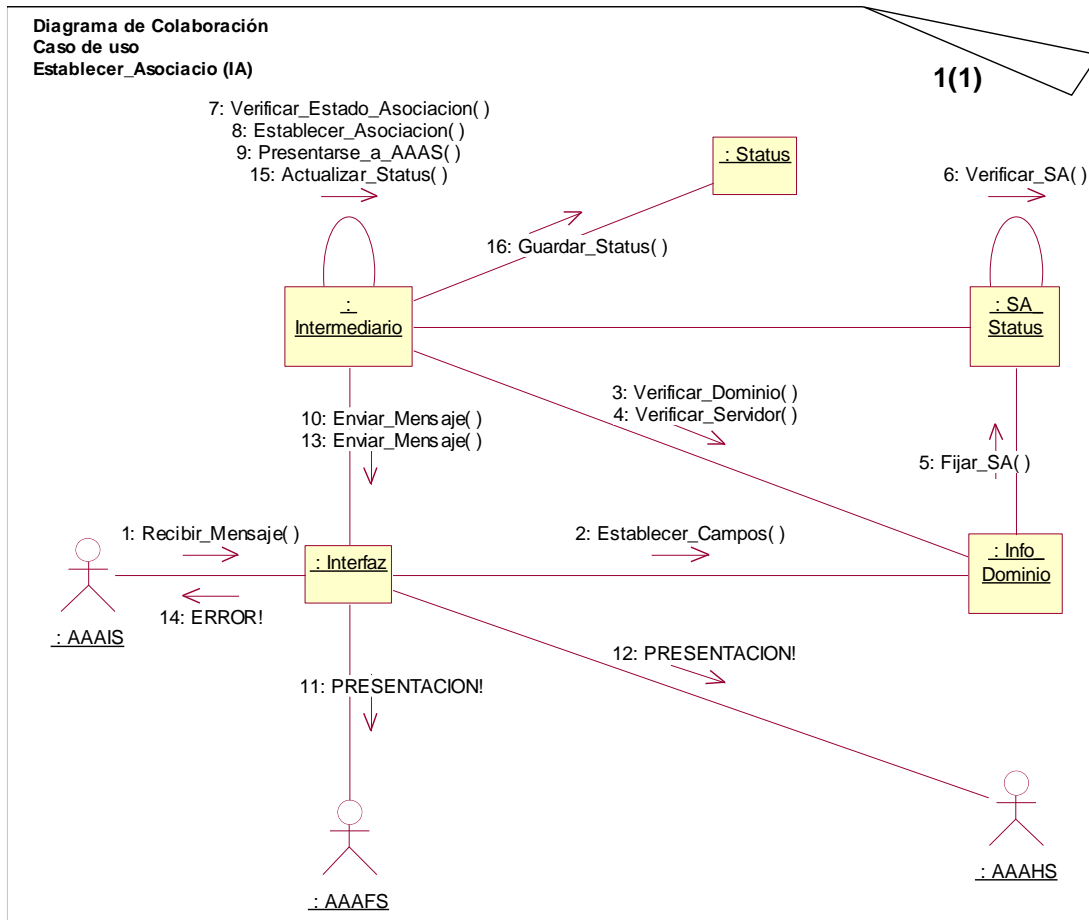 Diagrama de Colaboración
Caso de uso
Establecer_Asociacio (IA)
1(1)
7: Verificar_Estado_Asociacion( )
8: Establecer_Asociacion( )
9: Presentarse_a_AAAS( )
15: Actualizar_Status( )
: Status
6: Verificar_SA( )
16: Guardar_Status( )
:
Intermediario
: SA_
Status
3: Verificar_Dominio( )
4: Verificar_Servidor( )
10: Enviar_Mensaje( )
13: Enviar_Mensaje( )
5: Fijar_SA( )
1: Recibir_Mensaje( )
2: Establecer_Campos( )
: Interfaz
: Info_
Dominio
14: ERROR!
: AAAIS
12: PRESENTACION!
11: PRESENTACION!
: AAAHS
: AAAFS